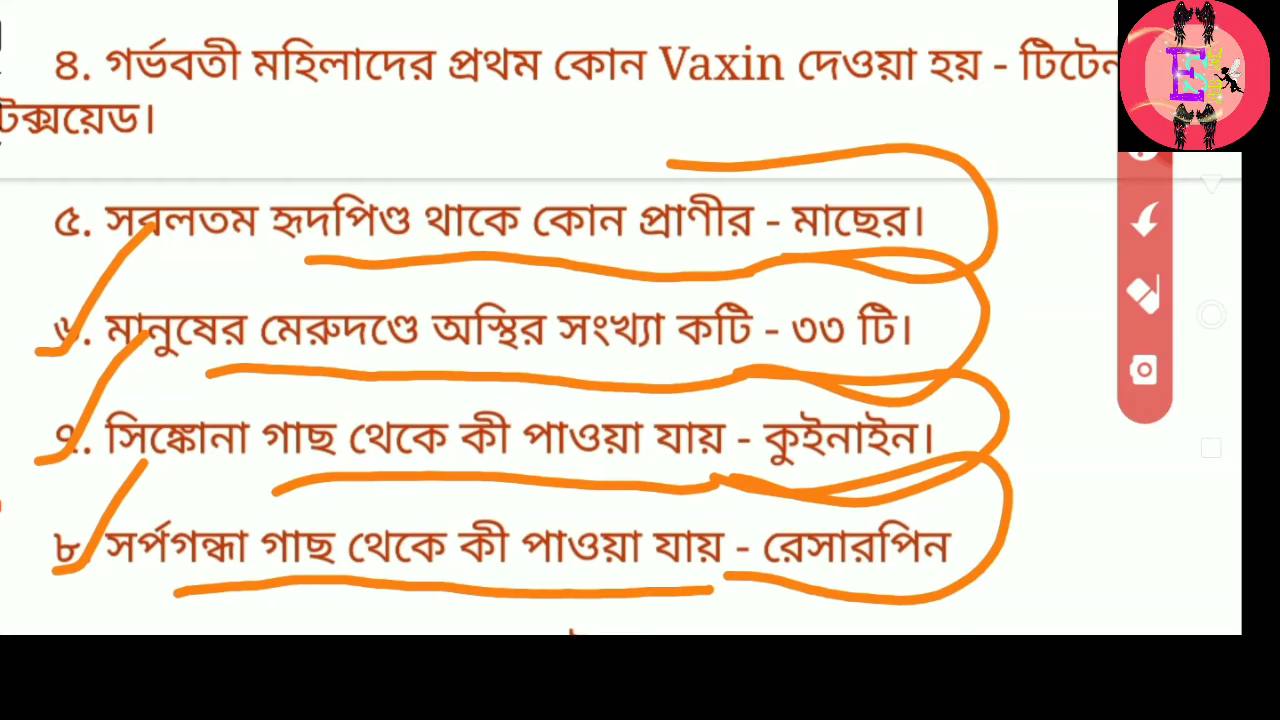 ৪. গর্ভবতী মহিলাদের প্রথম কোন Vaxin দেওয়া হয় - টিটেন
টক্সয়েড।
৫. সবলতম হৃদপিণ্ড থাকে কোন প্রাণীর - মাছের।
৬. মানুষের মেরুদণ্ডে অস্থির সংখ্যা কটি - ৩৩ টি।
৭. সিঙ্কোনা গাছ থেকে কী পাওয়া যায় - কুইনাইন।
৮. সর্পগন্ধা গাছ থেকে কী পাওয়া যায় - রেসারপিন